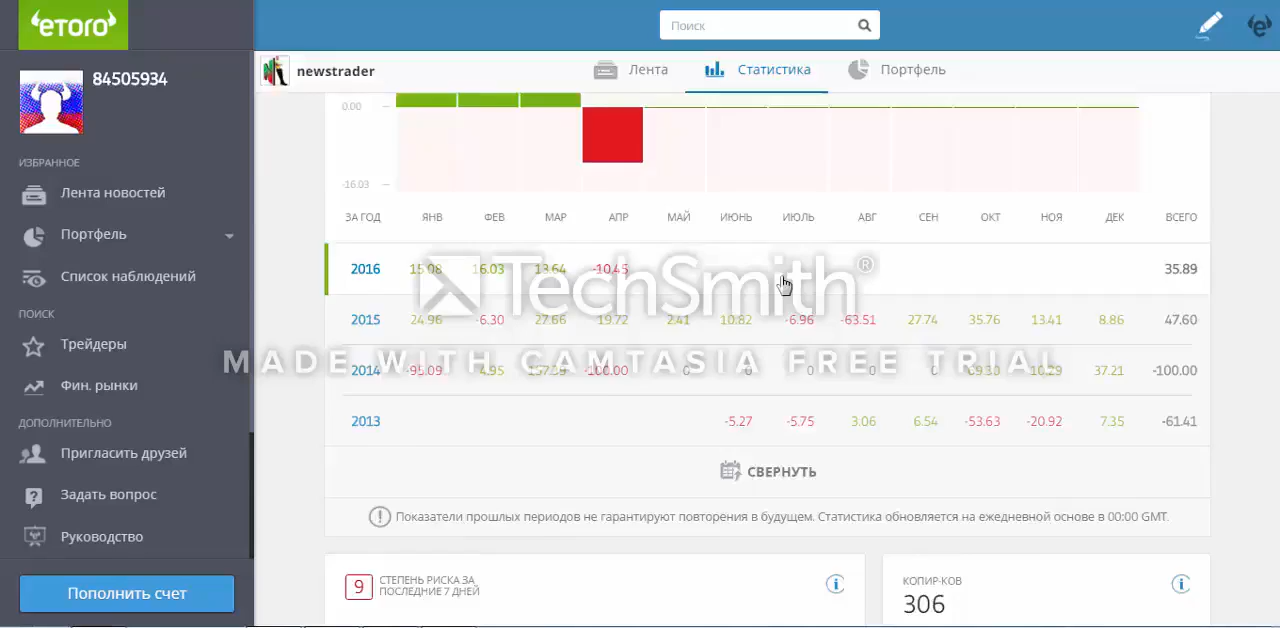 eToro
Поиск
84505934
newstrader
Лента
Статистика
Портфель
ИЗБРАННОЕ
Лента новостей
Портфель
Список наблюдений
ПОИСК
Трейдеры
Фин. рынки
ДОПОЛНИТЕЛЬНО
Пригласить друзей
Задать вопрос
Руководство
Пополнить счет
0.00
-16.03
ЗА ГОД ЯНВ ФЕВ МАР АПР МАЙ ИЮНЬ ИЮЛЬ АВГ СЕН ОКТ НОЯ ДЕК ВСЕГО
2016 15.08 16.03 13.64 -10.45 35.89
TechSmith®
2015 24.96 -6.30 27.66 19.72 2.41 10.82 -6.96 -63.51 27.74 35.76 13.41 8.86 47.60
MADE WITH CAMTASIA FREE TRIAL
2014 -95.09 4.95 -100.00 0 0 0 0 0 10.29 37.21 -100.00
2013 -5.27 -5.75 3.06 6.54 -53.63 -20.92 7.35 -61.41
СВЕРНУТЬ
Показатели прошлых периодов не гарантируют повторения в будущем. Статистика обновляется на ежедневной основе в 00:00 GMT.
9 СТЕПЕНЬ РИСКА ЗА
ПОСЛЕДНИЕ 7 ДНЕЙ
КОПИР-КОВ
306